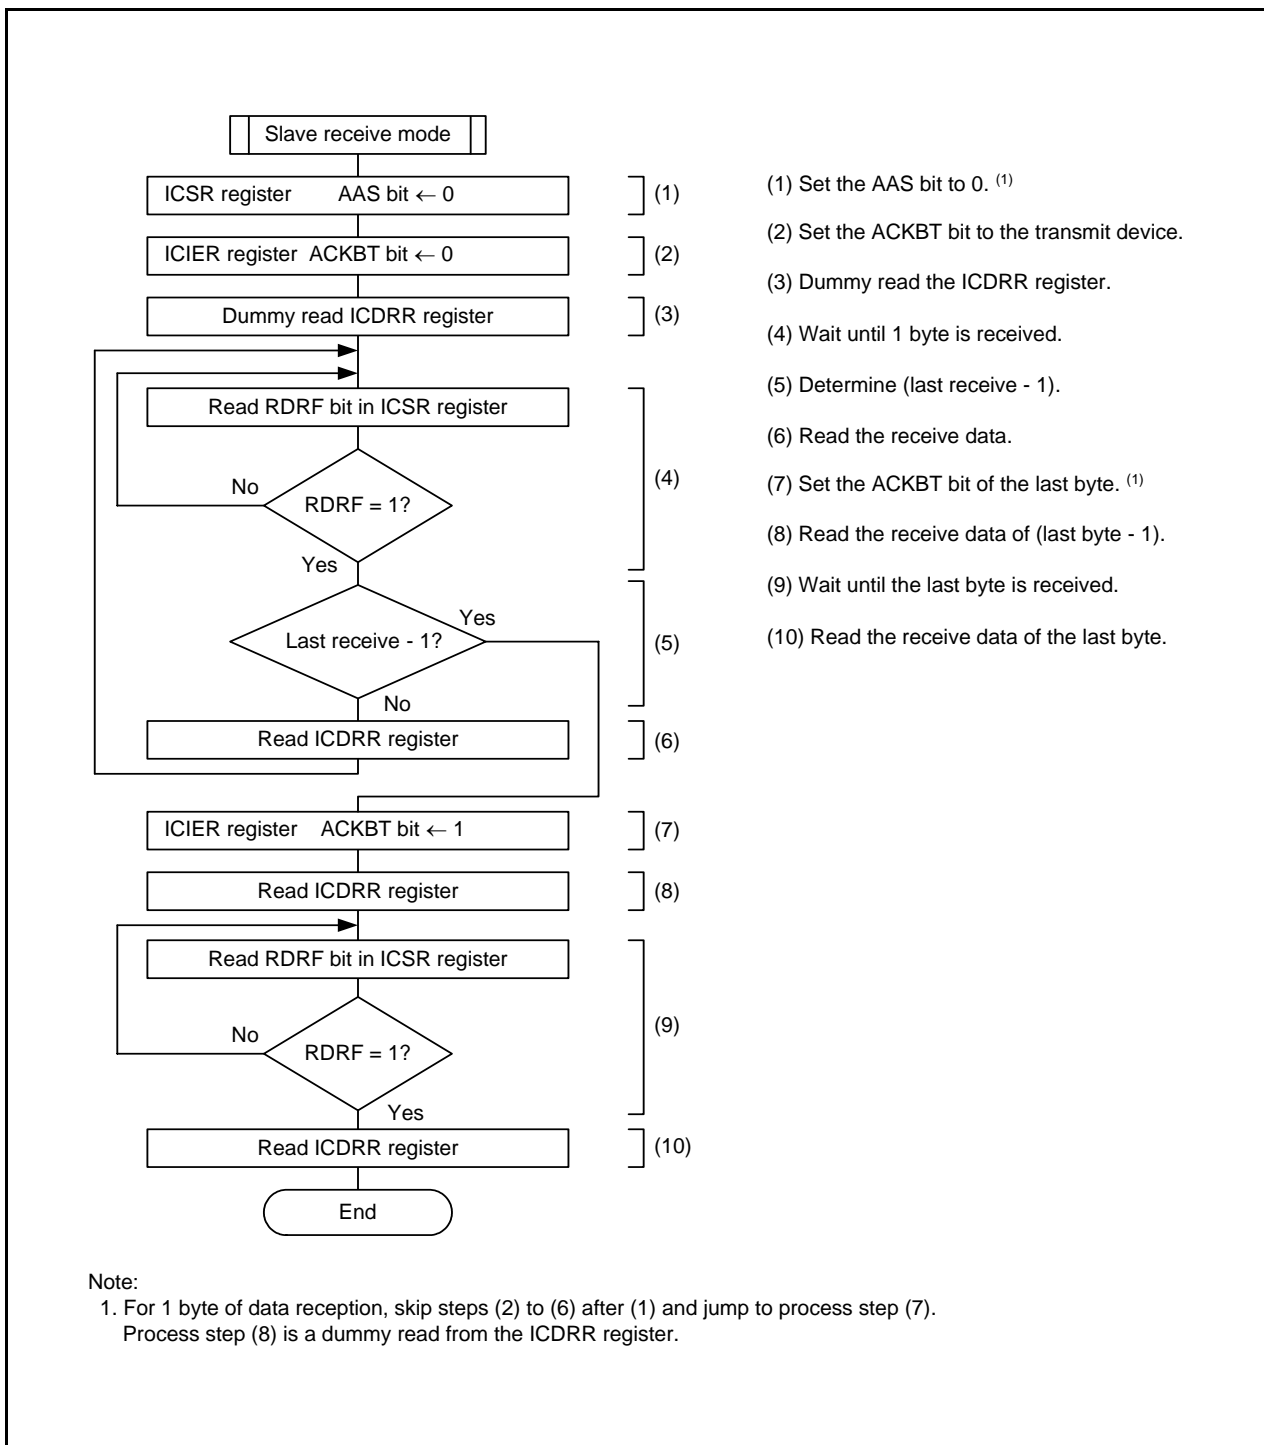 Slave receive mode
ICSR register AAS bit ← 0
(1)
ICIER register ACKBT bit ← 0
(2)
Dummy read ICDRR register
(3)
Read RDRF bit in ICSR register
RDRF = 1?
No
Yes
(4)
Last receive - 1?
Yes
No
(5)
Read ICDRR register
(6)
ICIER register ACKBT bit ← 1
(7)
Read ICDRR register
(8)
Read RDRF bit in ICSR register
RDRF = 1?
No
Yes
(9)
Read ICDRR register
(10)
End
(1) Set the AAS bit to 0. (1)
(2) Set the ACKBT bit to the transmit device.
(3) Dummy read the ICDRR register.
(4) Wait until 1 byte is received.
(5) Determine (last receive - 1).
(6) Read the receive data.
(7) Set the ACKBT bit of the last byte. (1)
(8) Read the receive data of (last byte - 1).
(9) Wait until the last byte is received.
(10) Read the receive data of the last byte.
Note:
1. For 1 byte of data reception, skip steps (2) to (6) after (1) and jump to process step (7).
Process step (8) is a dummy read from the ICDRR register.